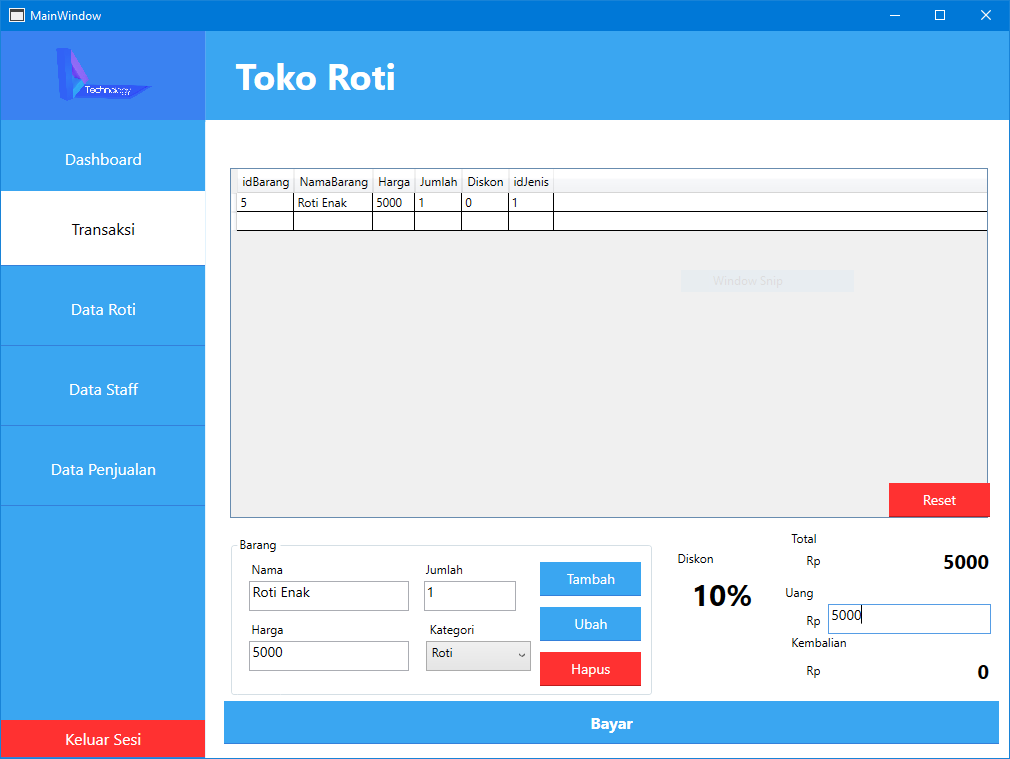 MainWindow
Technology
Toko Roti
Dashboard
Transaksi
Data Roti
Data Staff
Data Penjualan
Keluar Sesi
idBarang NamaBarang Harga Jumlah Diskon idJenis
5 Roti Enak 5000 1 0 1
Window Snip
Reset
Barang
Nama
Roti Enak
Jumlah
1
Harga
5000
Kategori
Roti
Tambah
Ubah
Hapus
Diskon
10%
Total
Rp 5000
Uang
Rp 5000
Kembalian
Rp 0
Bayar